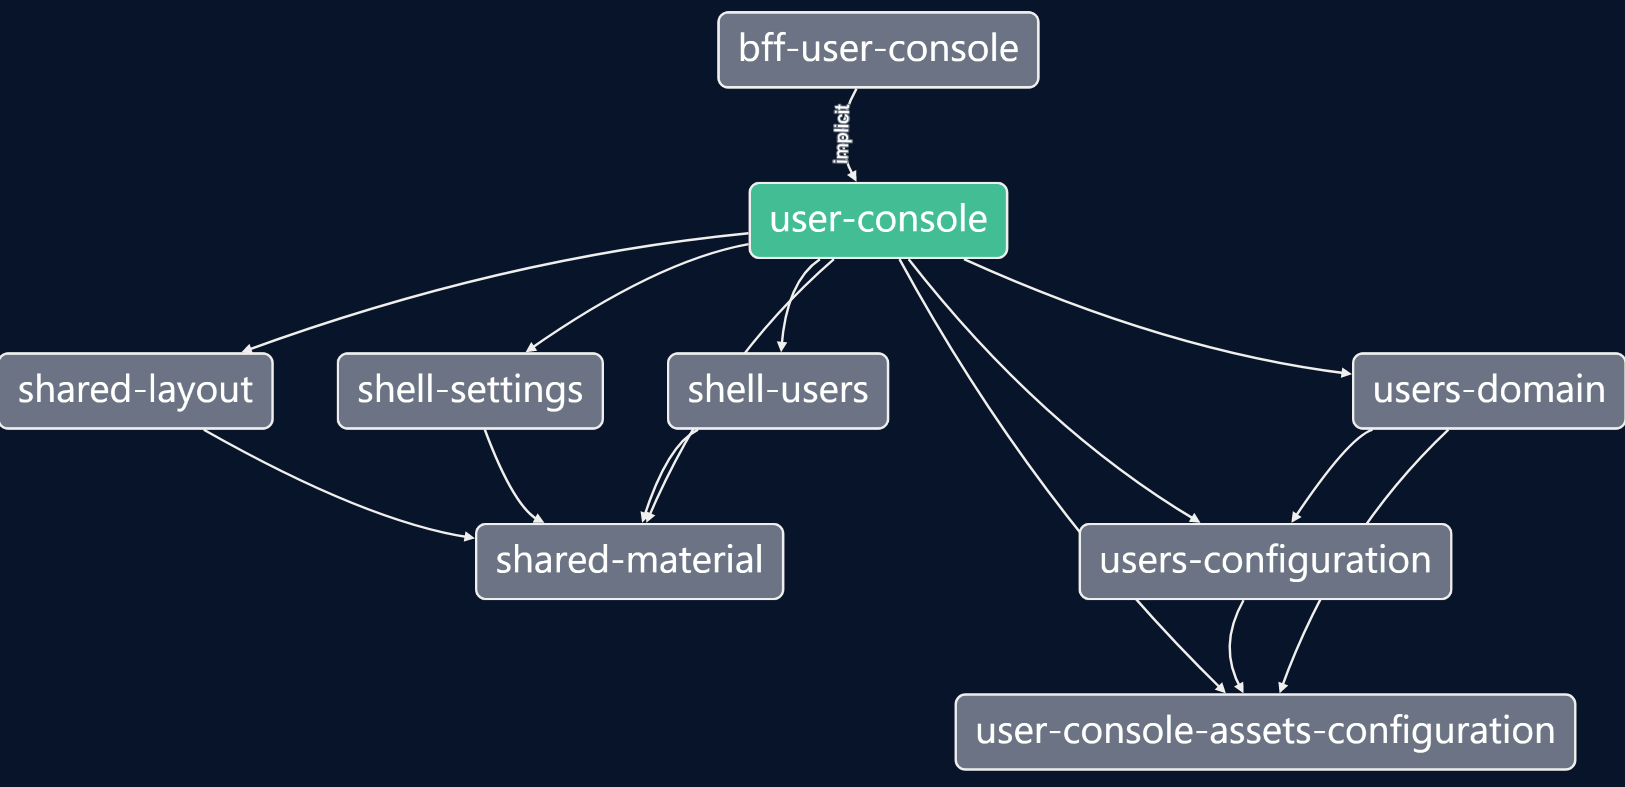 bff-user-console
implicit
user-console
shared-layout
shell-settings
shell-users
users-domain
shared-material
users-configuration
user-console-assets-configuration